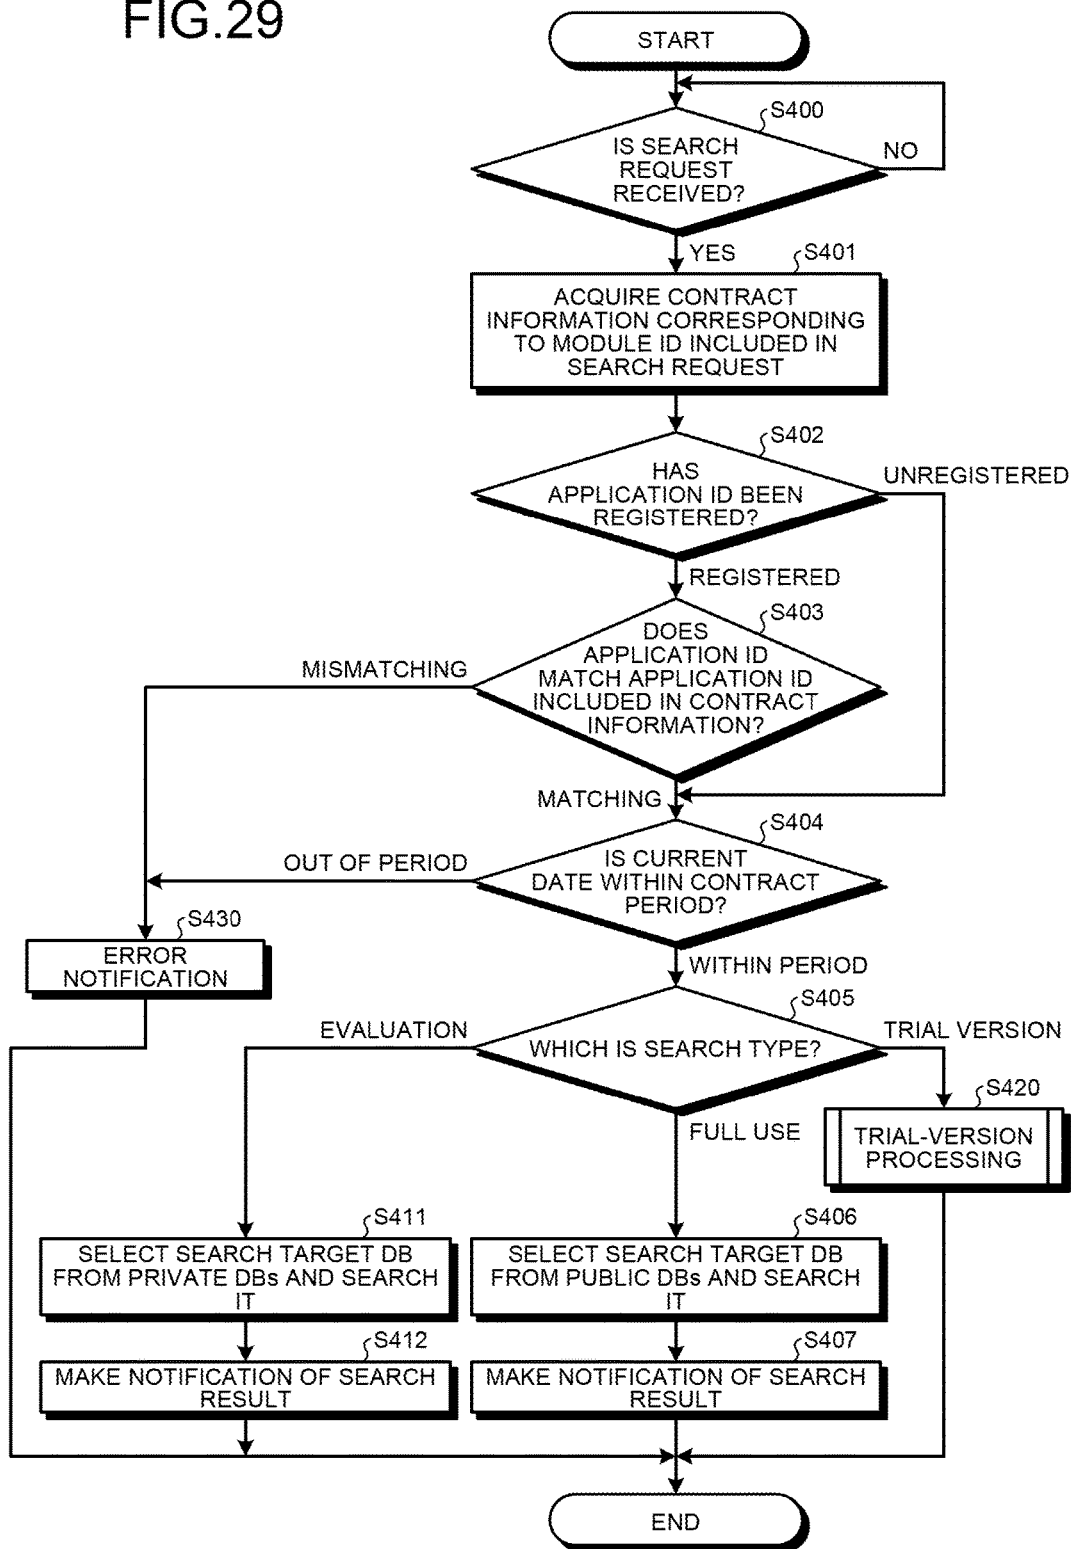 FIG.29
START
S400
IS SEARCH
REQUEST
RECEIVED?
NO
YES
S401
ACQUIRE CONTRACT
INFORMATION CORRESPONDING
TO MODULE ID INCLUDED IN
SEARCH REQUEST
S402
HAS
APPLICATION ID BEEN
REGISTERED?
UNREGISTERED
REGISTERED
S403
DOES
APPLICATION ID
MATCH APPLICATION ID
INCLUDED IN CONTRACT
INFORMATION?
MISMATCHING
MATCHING
S404
IS CURRENT
DATE WITHIN CONTRACT
PERIOD?
OUT OF PERIOD
S430
ERROR
NOTIFICATION
WITHIN PERIOD
S405
WHICH IS SEARCH TYPE?
EVALUATION
TRIAL VERSION
FULL USE
S420
TRIAL-VERSION
PROCESSING
S411
SELECT SEARCH TARGET DB
FROM PRIVATE DBs AND SEARCH
IT
S406
SELECT SEARCH TARGET DB
FROM PUBLIC DBs AND SEARCH
IT
S412
MAKE NOTIFICATION OF SEARCH
RESULT
S407
MAKE NOTIFICATION OF SEARCH
RESULT
END